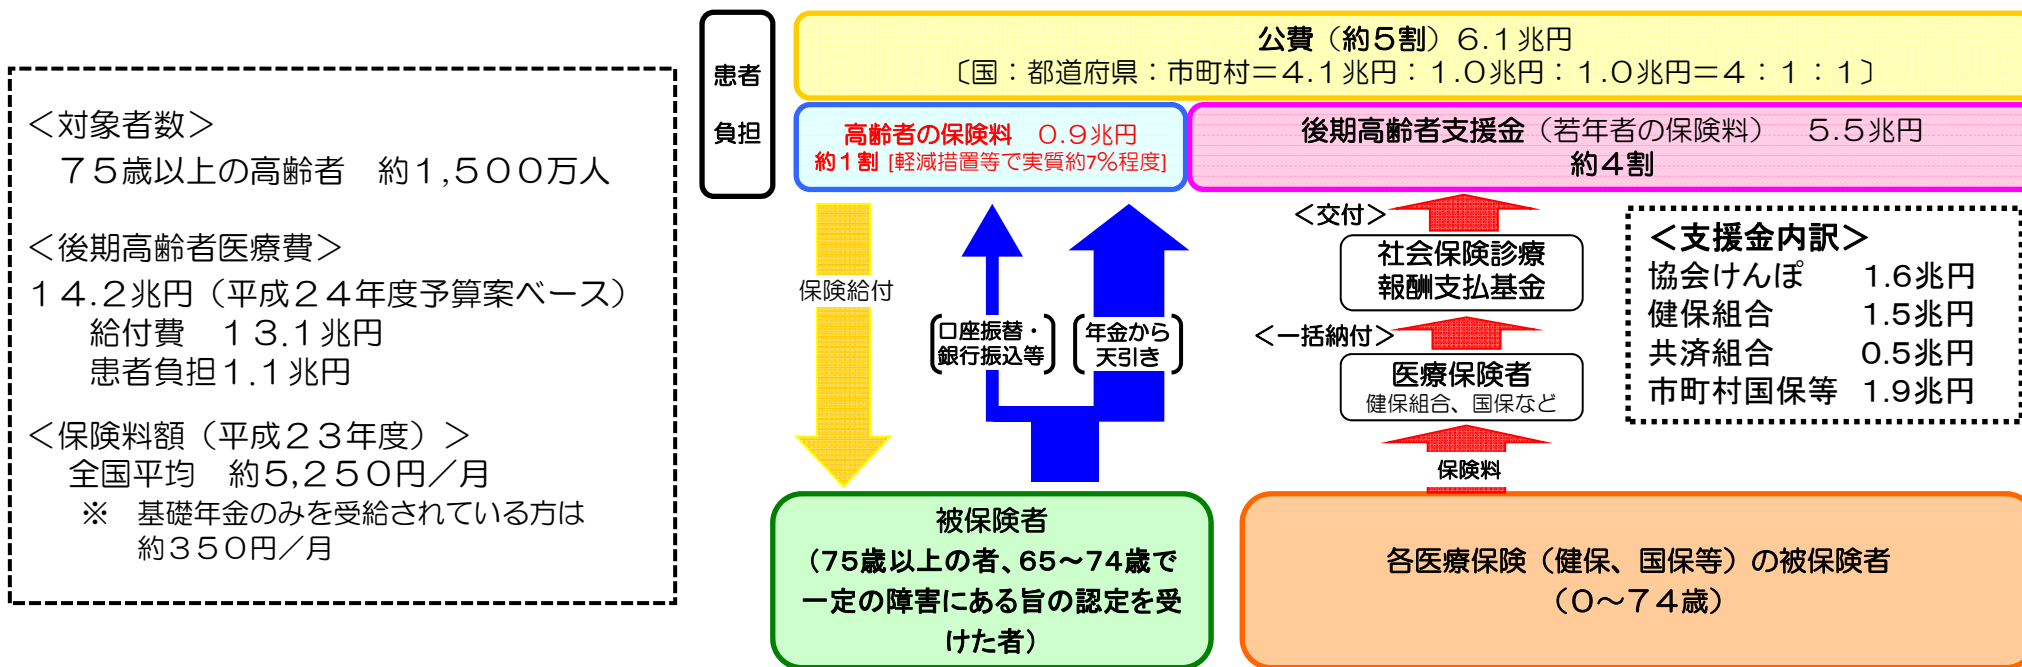 ＜対象者数＞
７５歳以上の高齢者　約１,５００万人
＜後期高齢者医療費＞
１４.２兆円（平成２４年度予算案ベース）
給付費　１３.１兆円
患者負担１.１兆円
＜保険料額（平成２３年度）＞
全国平均　約５,２５０円／月
※　基礎年金のみを受給されている方は
約３５０円／月
患者
負担
公費（約５割）６.１兆円
〔国：都道府県：市町村＝４.１兆円：１.０兆円：１.０兆円＝４：１：１〕
高齢者の保険料　０.９兆円
約１割 [軽減措置等で実質約7％程度]
後期高齢者支援金（若年者の保険料）　５.５兆円
約４割
保険給付
口座振替・
銀行振込等
年金から
天引き
＜交付＞
社会保険診療
報酬支払基金
＜一括納付＞
医療保険者
健保組合、国保など
保険料
＜支援金内訳＞
協会けんぽ　1.6兆円
健保組合　1.5兆円
共済組合　0.5兆円
市町村国保等　1.9兆円
被保険者
（75歳以上の者、65～74歳で
一定の障害にある旨の認定を受
けた者）
各医療保険（健保、国保等）の被保険者
（０～７４歳）